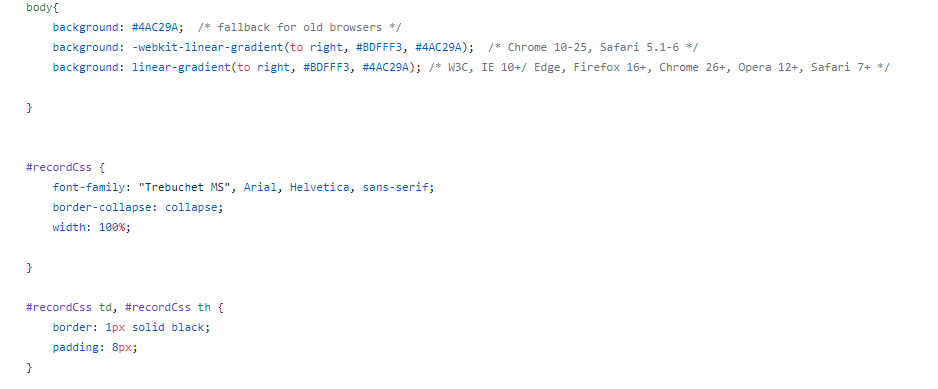 body{
    background: #4AC29A;  /* fallback for old browsers */
    background: -webkit-linear-gradient(to right, #BDFFF3, #4AC29A);  /* Chrome 10-25, Safari 5.1-6 */
    background: linear-gradient(to right, #BDFFF3, #4AC29A); /* W3C, IE 10+/ Edge, Firefox 16+, Chrome 26+, Opera 12+, Safari 7+ */

}


#recordCss {
    font-family: "Trebuchet MS", Arial, Helvetica, sans-serif;
    border-collapse: collapse;
    width: 100%;

}

#recordCss td, #recordCss th {
    border: 1px solid black;
    padding: 8px;
}